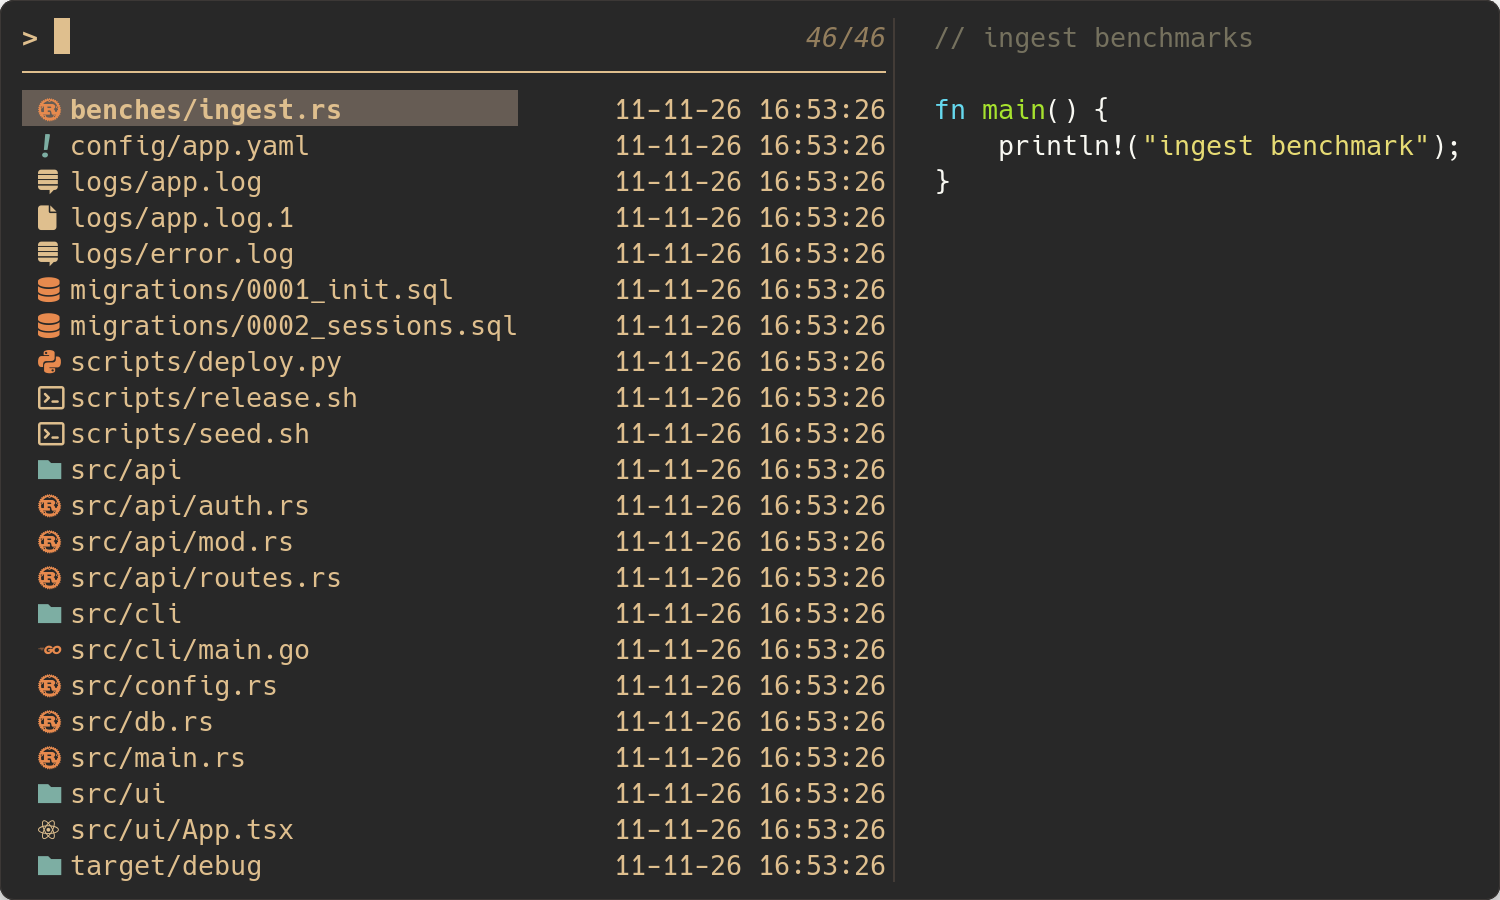 > 46/46
benches/ingest.rs 11-11-26 16:53:26
config/app.yaml 11-11-26 16:53:26
logs/app.log 11-11-26 16:53:26
logs/app.log.1 11-11-26 16:53:26
logs/error.log 11-11-26 16:53:26
migrations/0001_init.sql 11-11-26 16:53:26
migrations/0002_sessions.sql 11-11-26 16:53:26
scripts/deploy.py 11-11-26 16:53:26
scripts/release.sh 11-11-26 16:53:26
scripts/seed.sh 11-11-26 16:53:26
src/api 11-11-26 16:53:26
src/api/auth.rs 11-11-26 16:53:26
src/api/mod.rs 11-11-26 16:53:26
src/api/routes.rs 11-11-26 16:53:26
src/cli 11-11-26 16:53:26
src/cli/main.go 11-11-26 16:53:26
src/config.rs 11-11-26 16:53:26
src/db.rs 11-11-26 16:53:26
src/main.rs 11-11-26 16:53:26
src/ui 11-11-26 16:53:26
src/ui/App.tsx 11-11-26 16:53:26
target/debug 11-11-26 16:53:26
// ingest benchmarks
fn main() {
    println!("ingest benchmark");
}